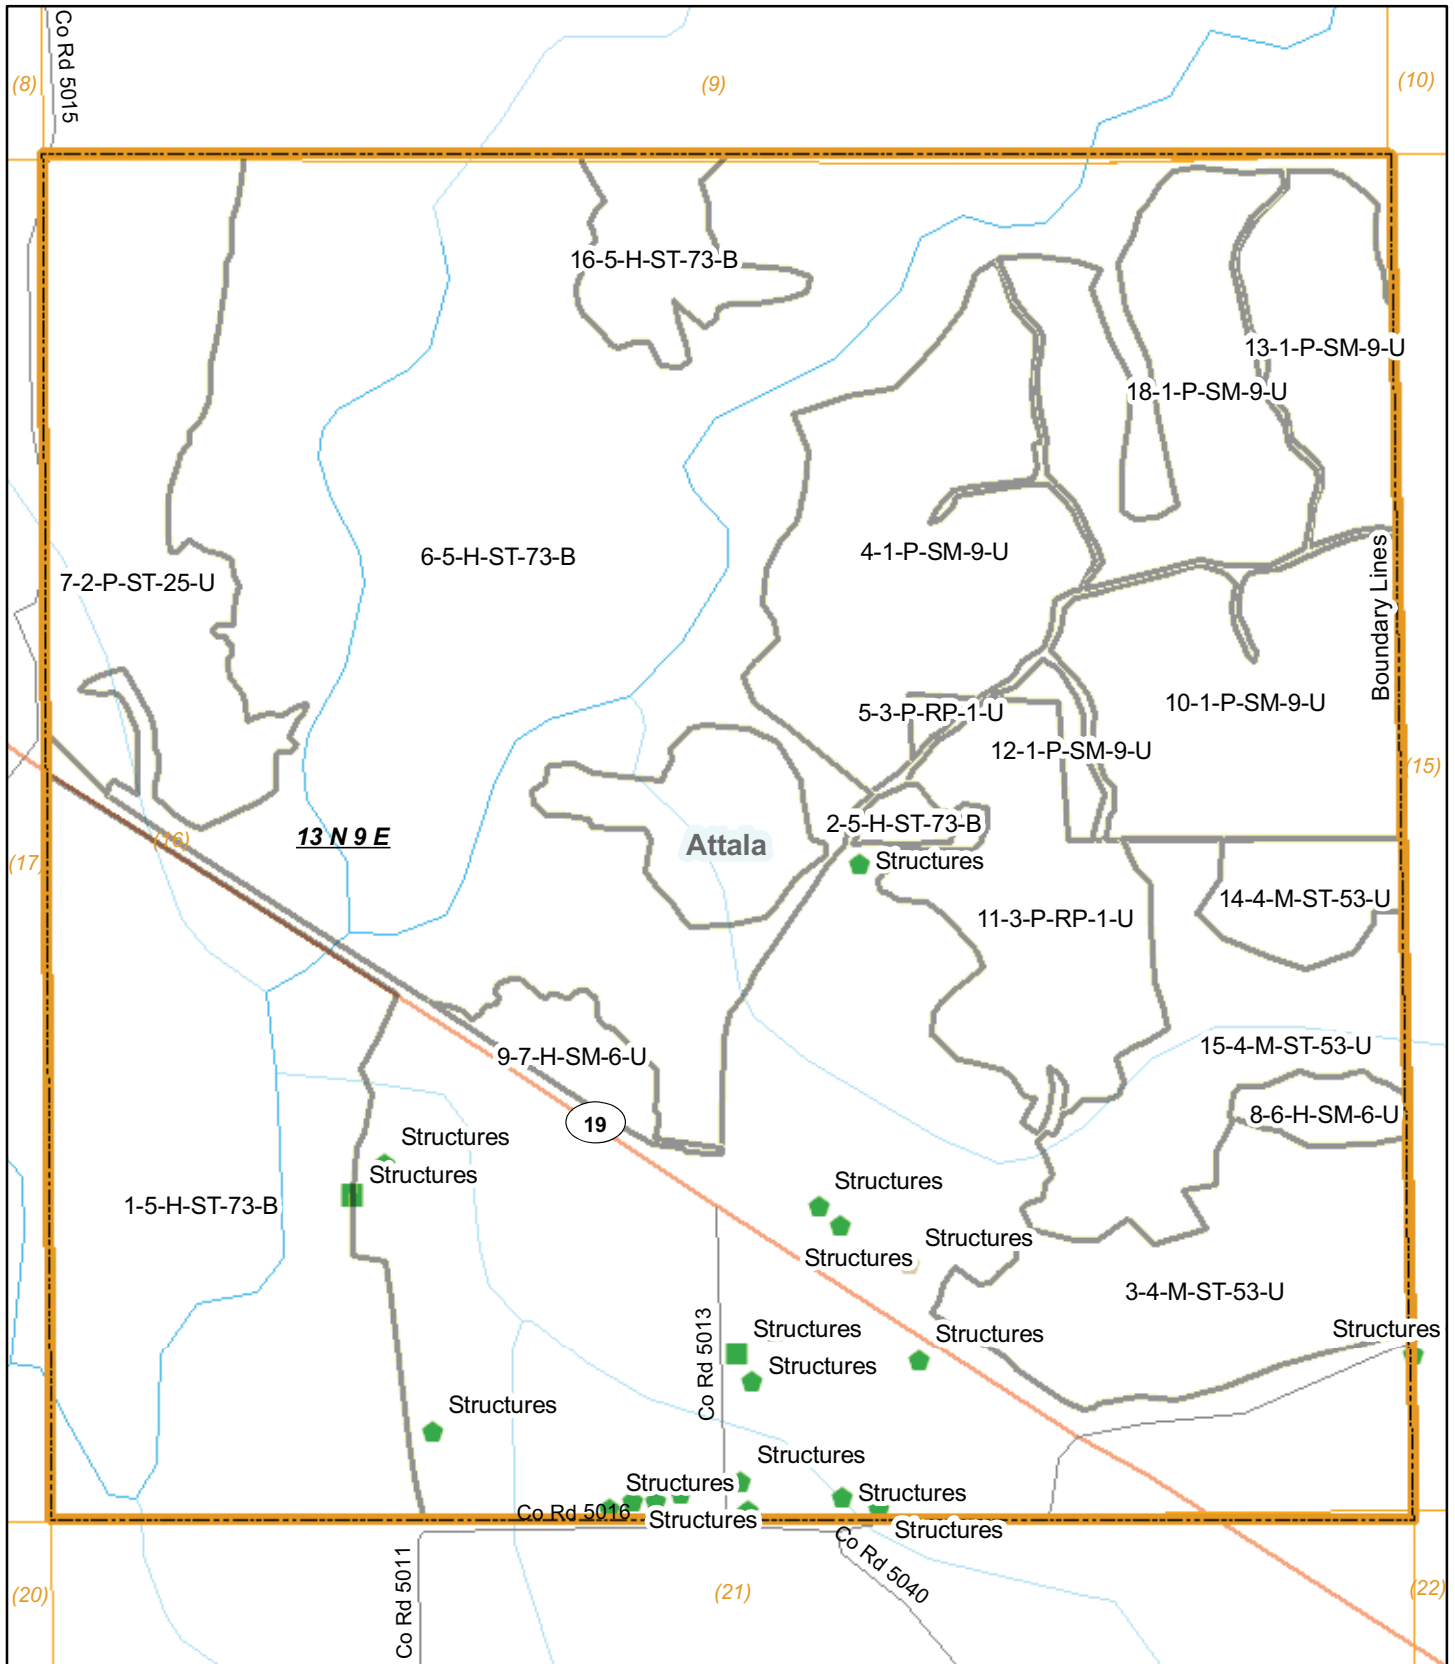 Co Rd 5015
(8)
(9)
(10)
16-5-H-ST-73-B
13-1-P-SM-9-U
18-1-P-SM-9-U
6-5-H-ST-73-B
4-1-P-SM-9-U
7-2-P-ST-25-U
Boundary Lines
10-1-P-SM-9-U
5-3-P-RP-1-U
12-1-P-SM-9-U
(15)
2-5-H-ST-73-B
(16)
13 N 9 E
Attala
(17)
Structures
14-4-M-ST-53-U
11-3-P-RP-1-U
15-4-M-ST-53-U
9-7-H-SM-6-U
8-6-H-SM-6-U
19
Structures
Structures
1-5-H-ST-73-B
Structures
Structures
Structures
3-4-M-ST-53-U
Co Rd 5013
Structures
Structures
Structures
Structures
Structures
Structures
Structures
Structures
Co Rd 5016
Structures
Structures
Co Rd 5011
Co Rd 5040
(20)
(21)
(22)